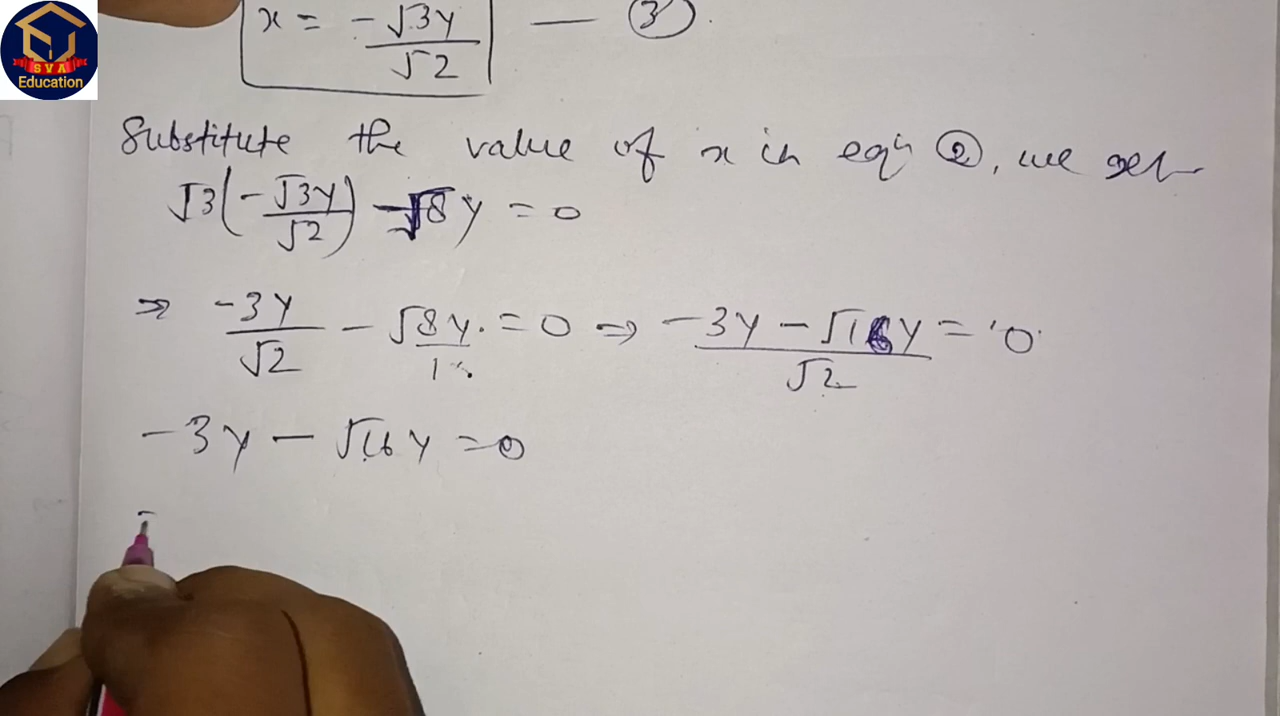 SVA
Education
x = -√3y/√2 — ③.
Substitute the value of x in eqn ②, we get
√3(-√3y/√2) - √8y = 0
⇒ -3y/√2 - √8y/1 = 0 ⇒ (-3y - √16y)/√2 = 0
-3y - √16y = 0